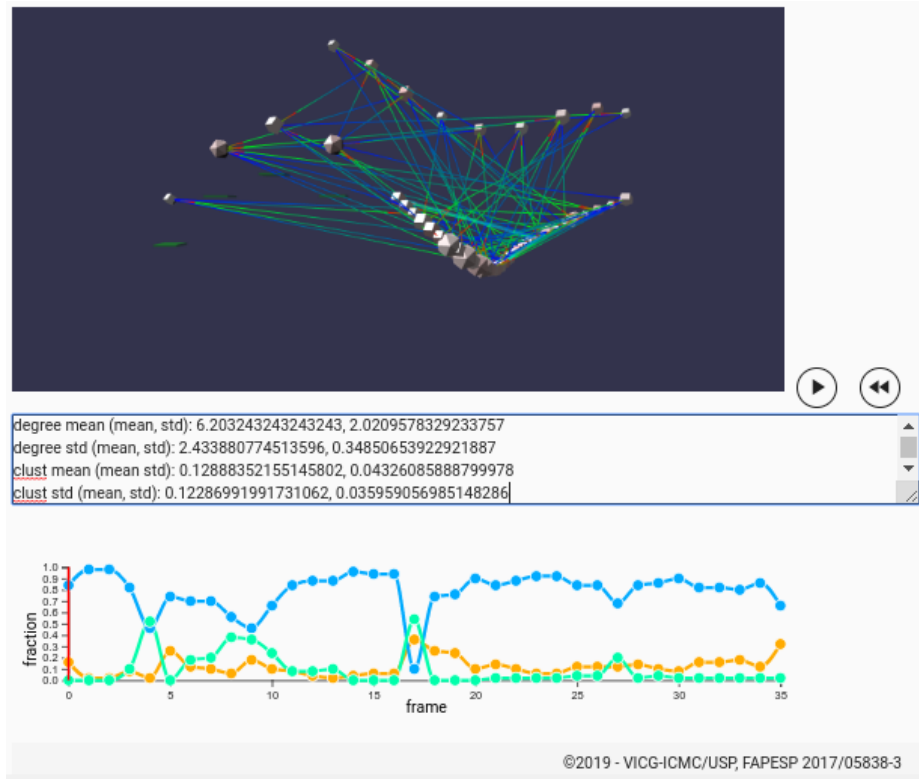 degree mean (mean, std): 6.203243243243243, 2.0209578329233757
degree std (mean, std): 2.433880774513596, 0.34850653922921887
clust mean (mean std): 0.12888352155145802, 0.04326085888799978
clust std (mean, std): 0.12286991991731062, 0.035959056985148286
1.0
0.9
0.8
0.7
0.6
0.5
0.4
0.3
0.2
0.1
0.0
fraction
0 5 10 15 20 25 30 35
frame
©2019 - VICG-ICMC/USP, FAPESP 2017/05838-3